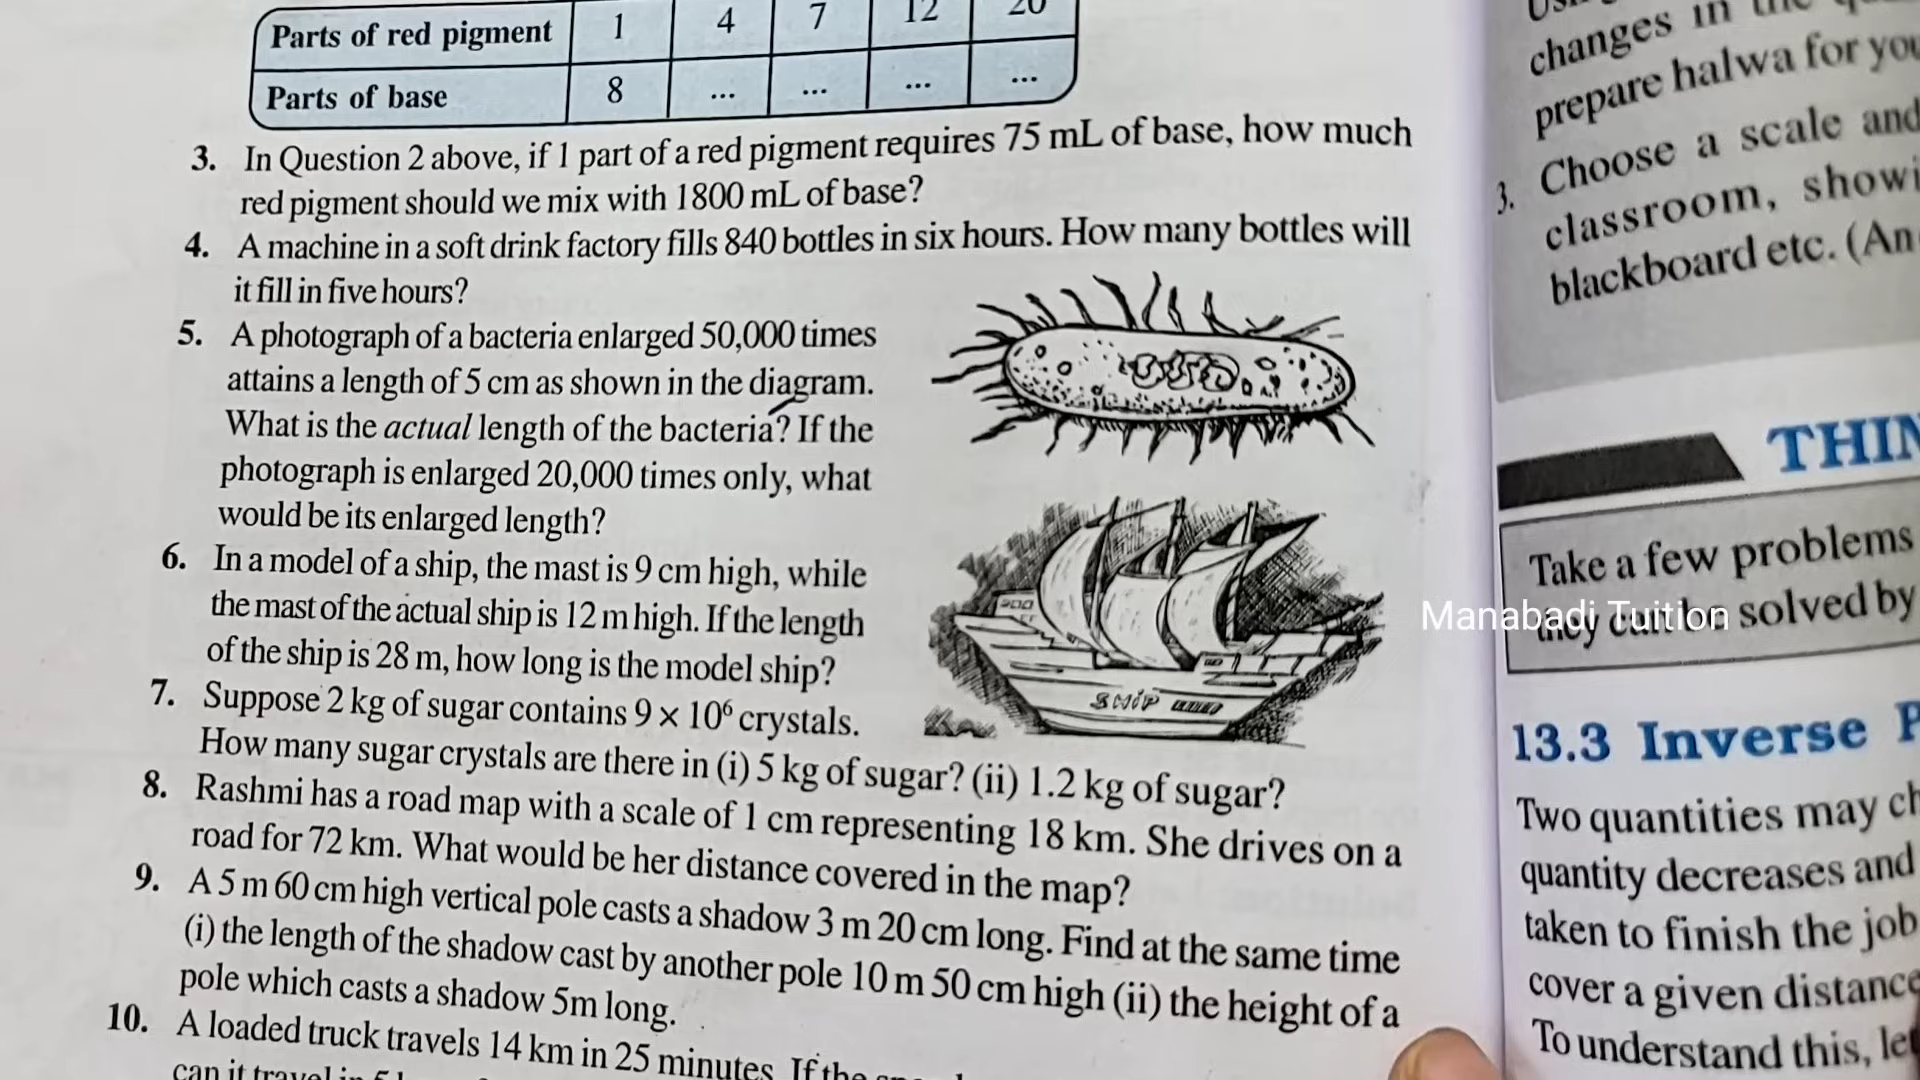 Parts of red pigment 1 4 7 12 20
Parts of base 8 ... ... ... ...
3. In Question 2 above, if 1 part of a red pigment requires 75 mL of base, how much
red pigment should we mix with 1800 mL of base?
4. A machine in a soft drink factory fills 840 bottles in six hours. How many bottles will
it fill in five hours?
5. A photograph of a bacteria enlarged 50,000 times
attains a length of 5 cm as shown in the diagram.
What is the actual length of the bacteria? If the
photograph is enlarged 20,000 times only, what
would be its enlarged length?
6. In a model of a ship, the mast is 9 cm high, while
the mast of the actual ship is 12 m high. If the length
of the ship is 28 m, how long is the model ship?
SHIP
7. Suppose 2 kg of sugar contains 9 × 10⁶ crystals.
How many sugar crystals are there in (i) 5 kg of sugar? (ii) 1.2 kg of sugar?
8. Rashmi has a road map with a scale of 1 cm representing 18 km. She drives on a
road for 72 km. What would be her distance covered in the map?
9. A 5 m 60 cm high vertical pole casts a shadow 3 m 20 cm long. Find at the same time
(i) the length of the shadow cast by another pole 10 m 50 cm high (ii) the height of a
pole which casts a shadow 5m long.
10. A loaded truck travels 14 km in 25 minutes. If the
can it travel in 5
changes in the
prepare halwa for you
3. Choose a scale and
classroom, showi
blackboard etc. (An
THIN
Take a few problems
they can be solved by
Manabadi Tuition
13.3 Inverse P
Two quantities may ch
quantity decreases and
taken to finish the job
cover a given distance
To understand this, let